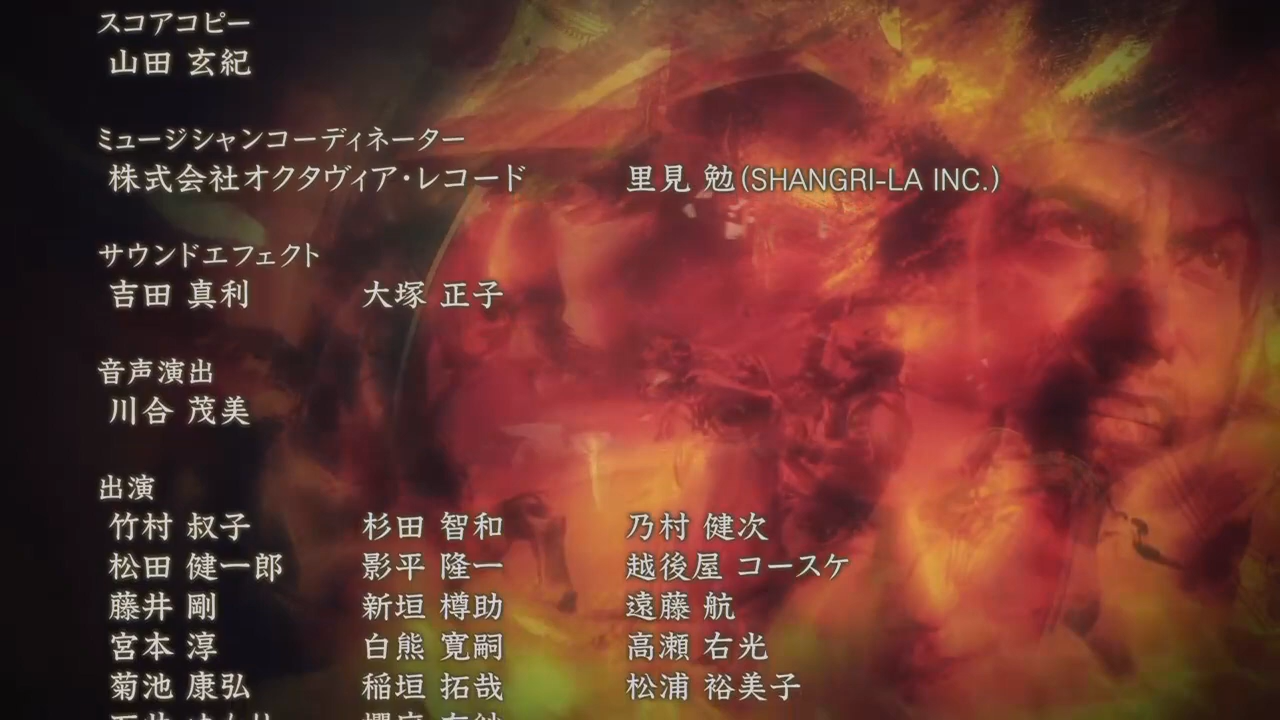 スコアコピー
山田 玄紀
ミュージシャンコーディネーター
株式会社オクタヴィア・レコード 里見 勉(SHANGRI-LA INC.)
サウンドエフェクト
吉田 真利 大塚 正子
音声演出
川合 茂美
出演
竹村 叔子 杉田 智和 乃村 健次
松田 健一郎 影平 隆一 越後屋 コースケ
藤井 剛 新垣 樽助 遠藤 航
宮本 淳 白熊 寛嗣 高瀬 右光
菊池 康弘 稲垣 拓哉 松浦 裕美子